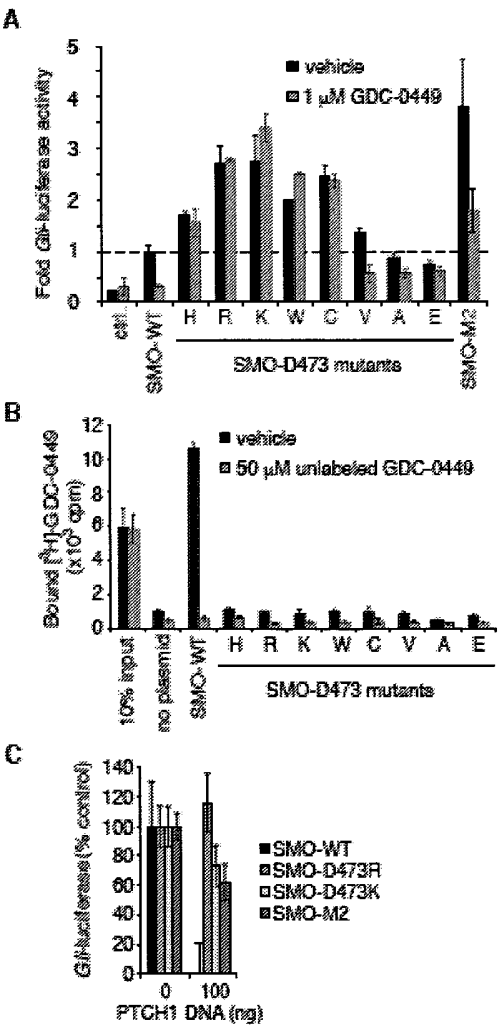 A
Fold Gli-luciferase activity
5
4
3
2
1
0
vehicle
1 μM GDC-0449
ctrl.
SMO-WT
H R K W C V A E
SMO-M2
SMO-D473 mutants
B
Bound [³H]-GDC-0449
(x10³ cpm)
12
10
8
6
4
2
0
vehicle
50 μM unlabeled GDC-0449
10% input
no plasmid
SMO-WT
H R K W C V A E
SMO-D473 mutants
C
Gli-luciferase (% control)
140
120
100
80
60
40
20
0
SMO-WT
SMO-D473R
SMO-D473K
SMO-M2
0 100
PTCH1 DNA (ng)